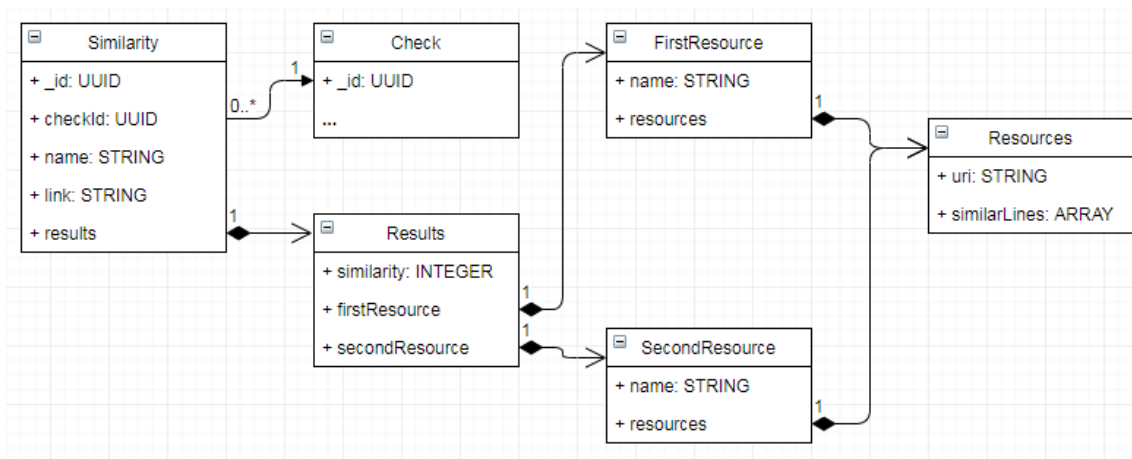 Similarity
+ _id: UUID
+ checkId: UUID
+ name: STRING
+ link: STRING
+ results
1
0..*
1
Check
+ _id: UUID
...
Results
+ similarity: INTEGER
+ firstResource
+ secondResource
1
1
FirstResource
+ name: STRING
+ resources
1
SecondResource
+ name: STRING
+ resources
1
Resources
+ uri: STRING
+ similarLines: ARRAY